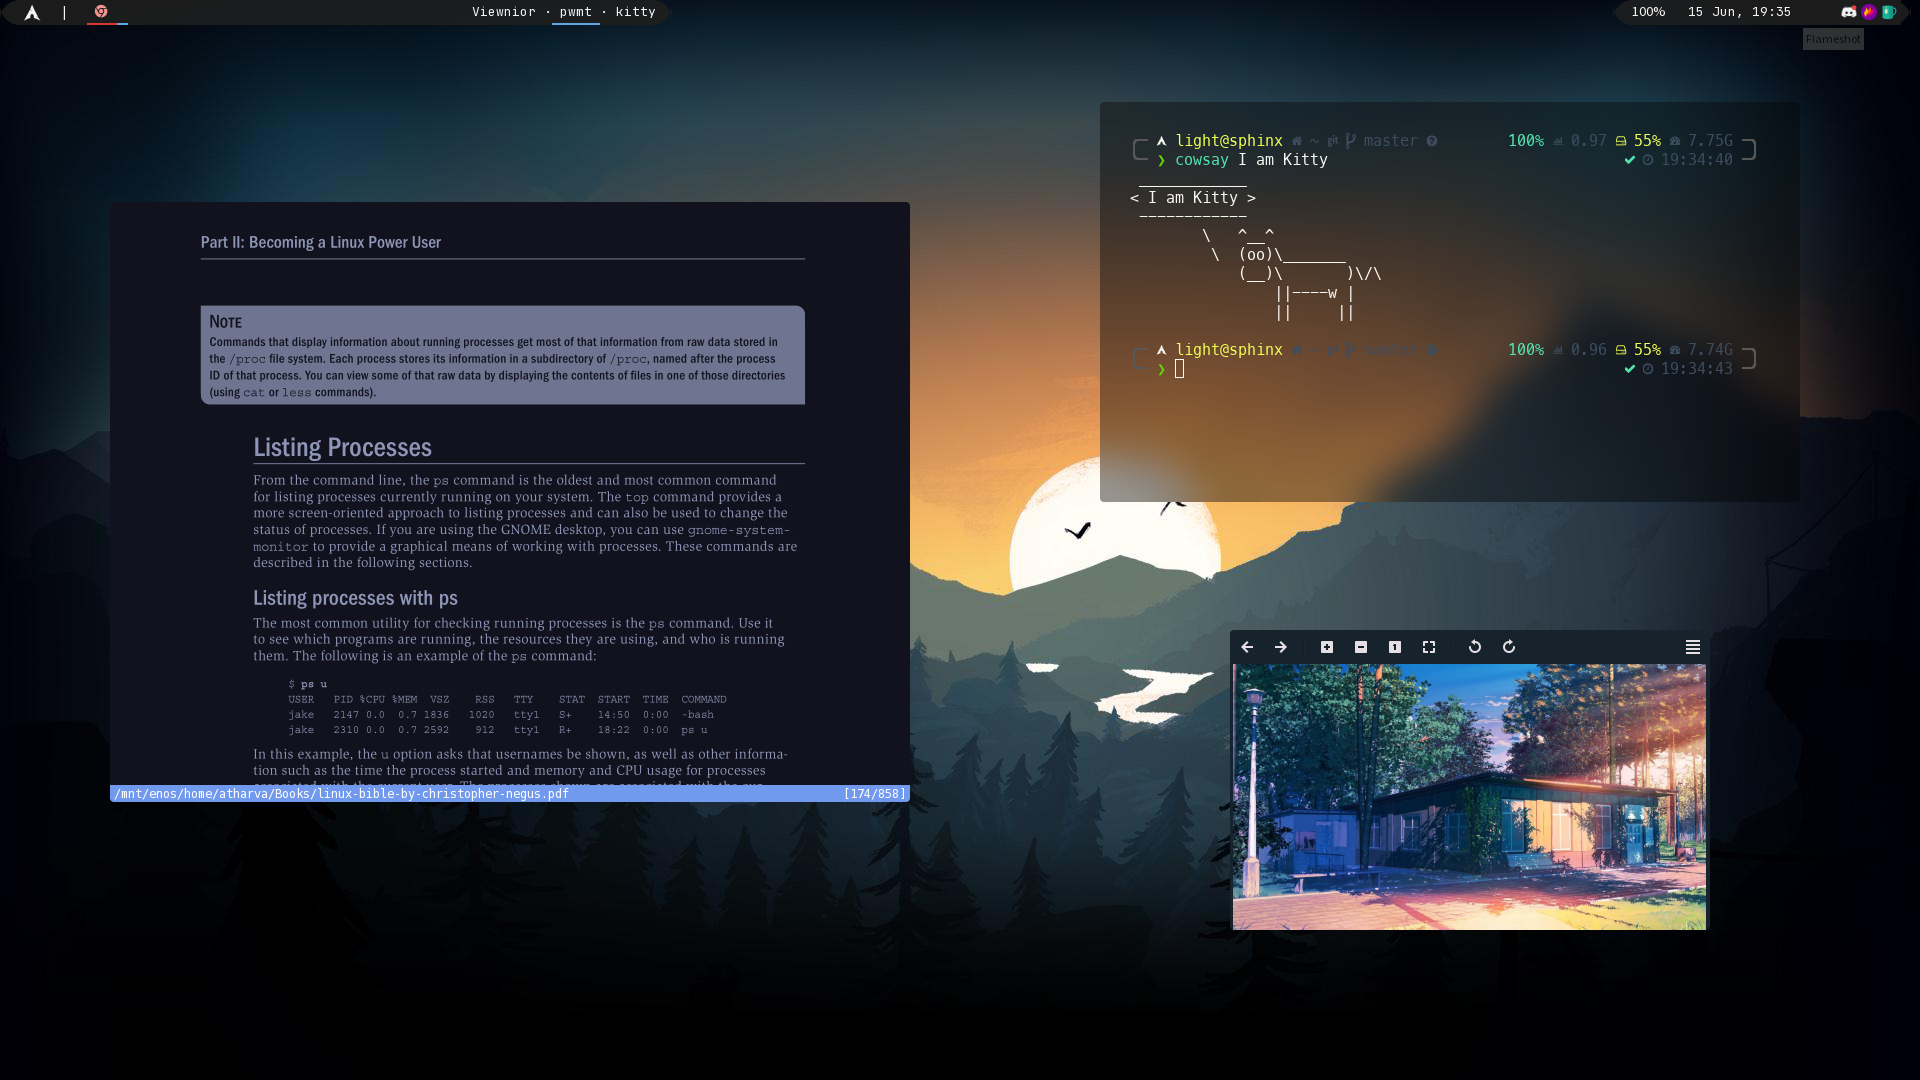 |
Viewnior · pwmt · kitty
100%
15 Jun, 19:35
Flameshot
light@sphinx ~ git master
100% 0.97 55% 7.75G
❯ cowsay I am Kitty
19:34:40
 ____________
< I am Kitty >
 ------------
        \   ^__^
         \  (oo)\_______
            (__)\       )\/\
                ||----w |
                ||     ||
light@sphinx ~
100% 0.96 55% 7.74G
❯
19:34:43
Part II: Becoming a Linux Power User
NOTE
Commands that display information about running processes get most of that information from raw data stored in
the /proc file system. Each process stores its information in a subdirectory of /proc, named after the process
ID of that process. You can view some of that raw data by displaying the contents of files in one of those directories
(using cat or less commands).
Listing Processes
From the command line, the ps command is the oldest and most common command
for listing processes currently running on your system. The top command provides a
more screen-oriented approach to listing processes and can also be used to change the
status of processes. If you are using the GNOME desktop, you can use gnome-system-
monitor to provide a graphical means of working with processes. These commands are
described in the following sections.
Listing processes with ps
The most common utility for checking running processes is the ps command. Use it
to see which programs are running, the resources they are using, and who is running
them. The following is an example of the ps command:
$ ps u
USER PID %CPU %MEM VSZ RSS TTY STAT START TIME COMMAND
jake 2147 0.0 0.7 1836 1020 tty1 S+ 14:50 0:00 -bash
jake 2310 0.0 0.7 2592 912 tty1 R+ 18:22 0:00 ps u
In this example, the u option asks that usernames be shown, as well as other informa-
tion such as the time the process started and memory and CPU usage for processes
/mnt/enos/home/atharva/Books/linux-bible-by-christopher-negus.pdf
[174/858]
1